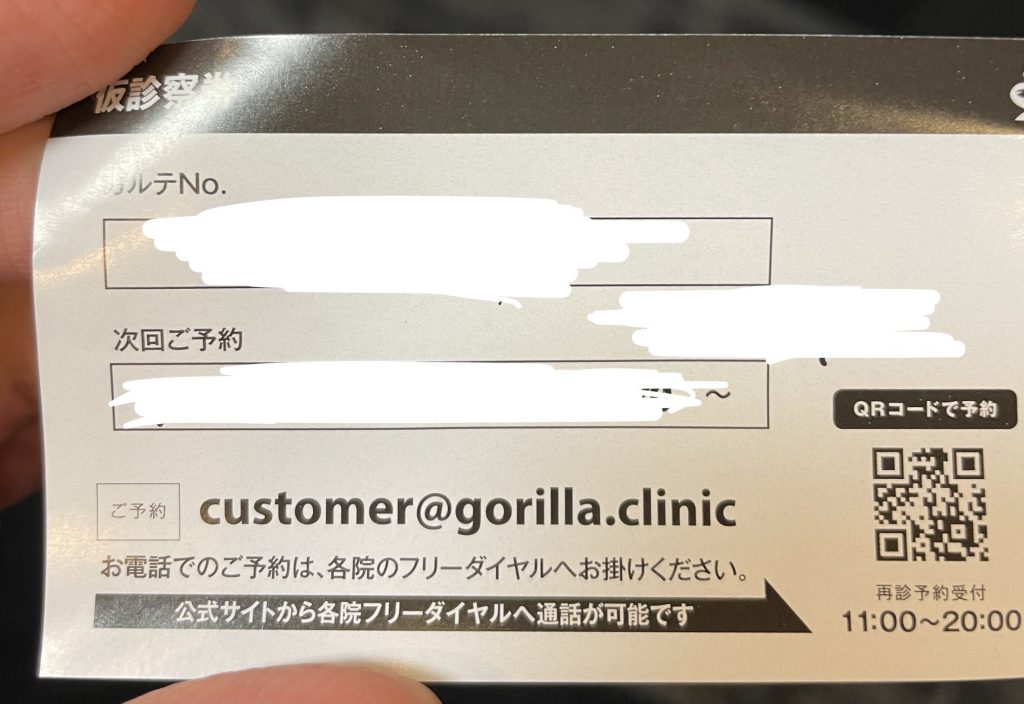 仮診察券
カルテNo.
次回ご予約
～
QRコードで予約
ご予約
customer@gorilla.clinic
お電話でのご予約は、各院のフリーダイヤルへお掛けください。
公式サイトから各院フリーダイヤルへ通話が可能です
再診予約受付
11:00～20:00